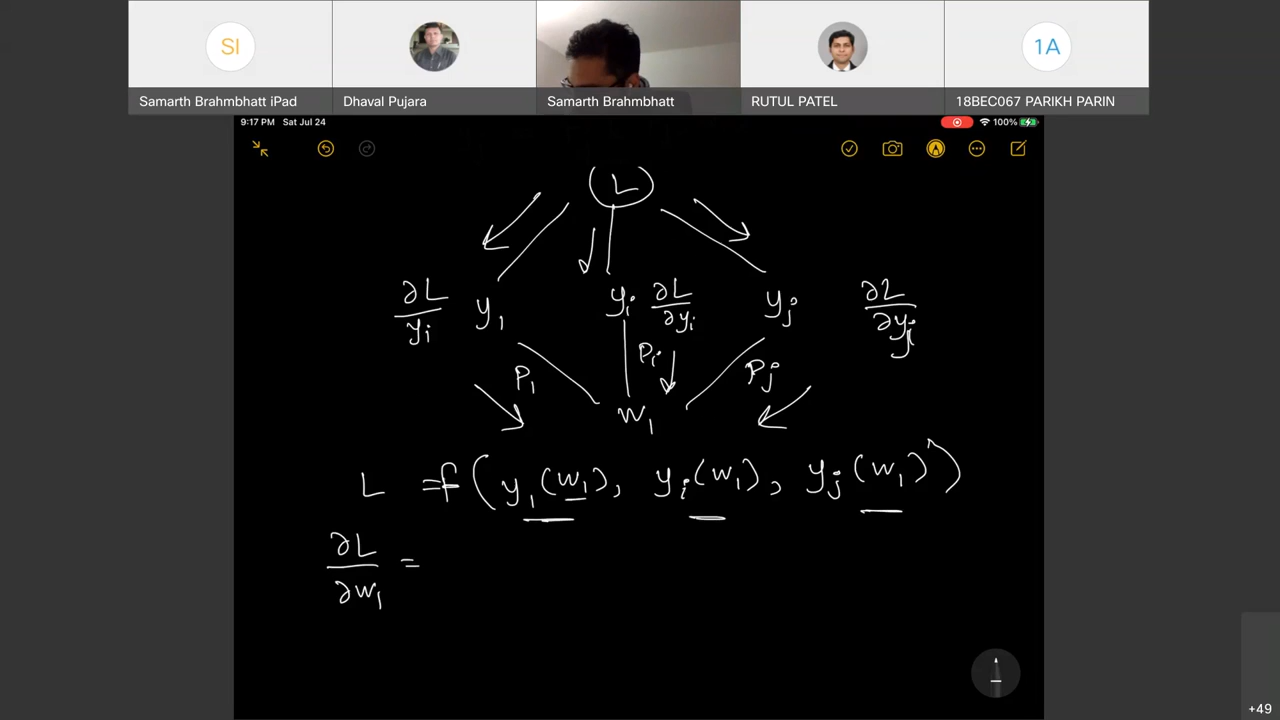 SI
1A
Samarth Brahmbhatt iPad
Dhaval Pujara
Samarth Brahmbhatt
RUTUL PATEL
18BEC067 PARIKH PARIN
9:17 PM Sat Jul 24
100%
L
∂L/yi y1 yi ∂L/∂yi yj ∂L/∂yj
P1 Pi Pj
w1
L = f(y1(w1), yi(w1), yj(w1))
∂L/∂w1 =
+49